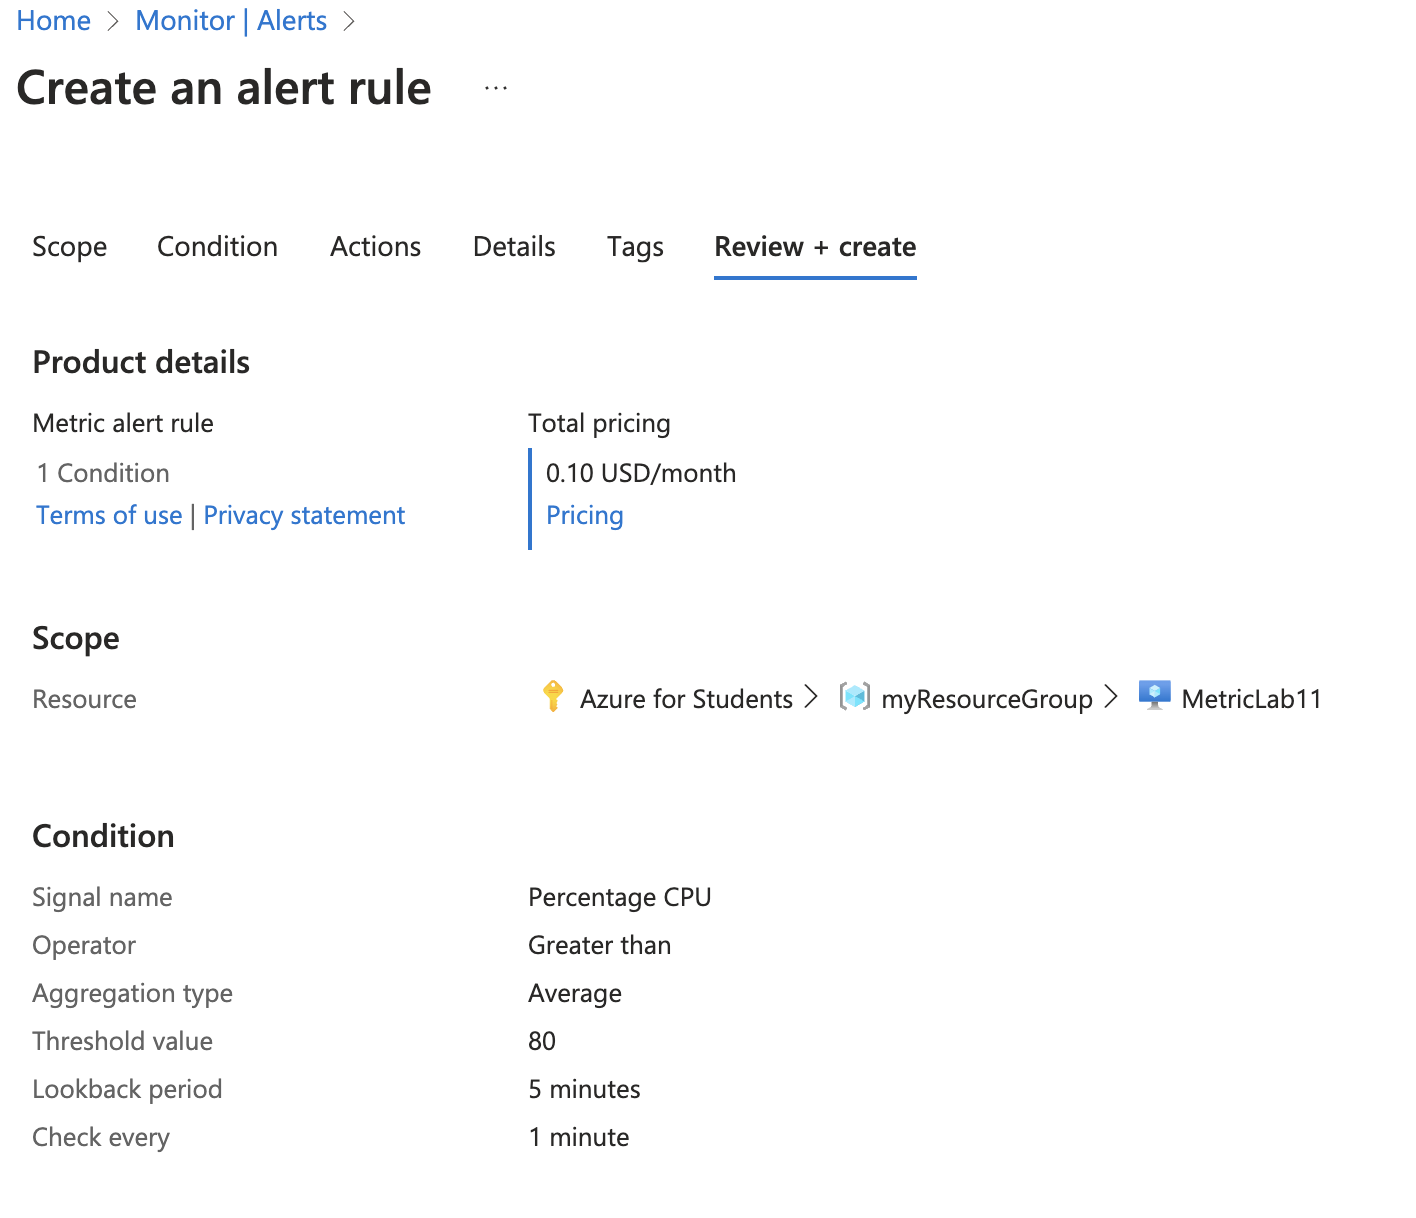 Home > Monitor | Alerts >
Create an alert rule ...
Scope Condition Actions Details Tags Review + create
Product details
Metric alert rule Total pricing
1 Condition 0.10 USD/month
Terms of use | Privacy statement Pricing
Scope
Resource Azure for Students > myResourceGroup > MetricLab11
Condition
Signal name Percentage CPU
Operator Greater than
Aggregation type Average
Threshold value 80
Lookback period 5 minutes
Check every 1 minute